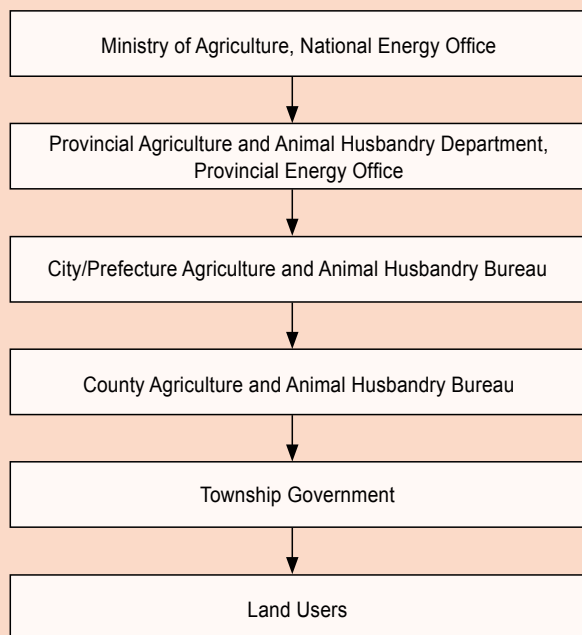 Ministry of Agriculture, National Energy Office
Provincial Agriculture and Animal Husbandry Department,
Provincial Energy Office
City/Prefecture Agriculture and Animal Husbandry Bureau
County Agriculture and Animal Husbandry Bureau
Township Government
Land Users